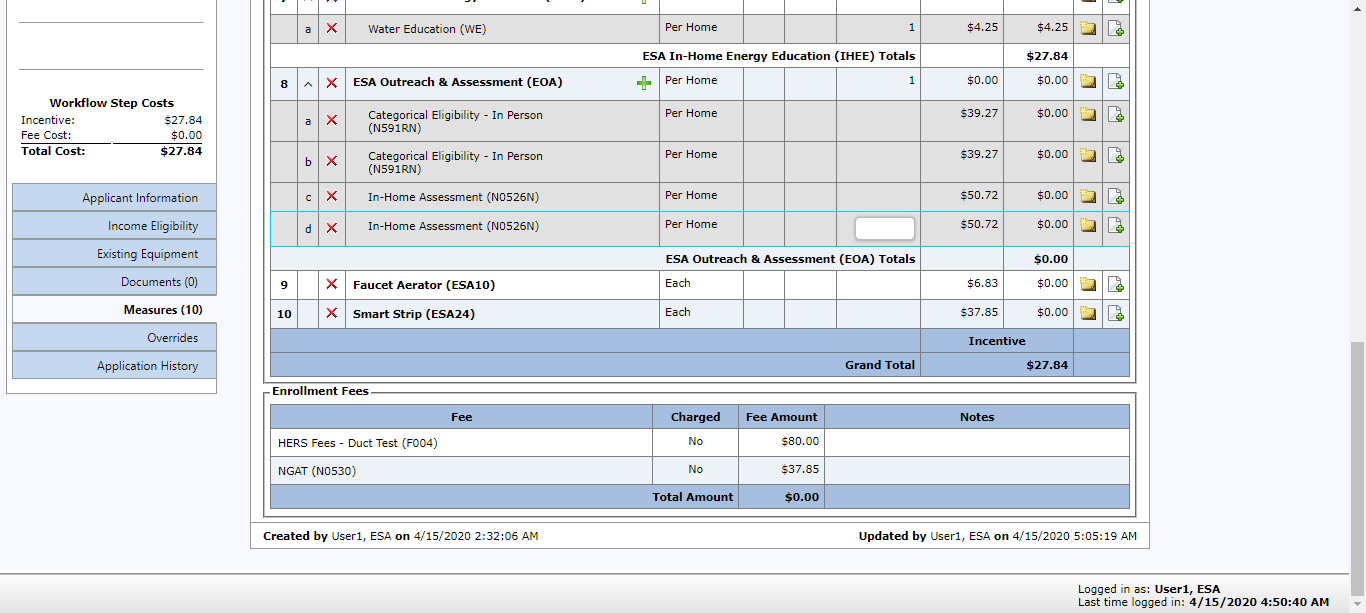 a Water Education (WE) Per Home 1 $4.25 $4.25
ESA In-Home Energy Education (IHEE) Totals $27.84
8 ESA Outreach & Assessment (EOA) Per Home 1 $0.00 $0.00
a Categorical Eligibility - In Person (N591RN) Per Home $39.27 $0.00
b Categorical Eligibility - In Person (N591RN) Per Home $39.27 $0.00
c In-Home Assessment (N0526N) Per Home $50.72 $0.00
d In-Home Assessment (N0526N) Per Home $50.72 $0.00
ESA Outreach & Assessment (EOA) Totals $0.00
9 Faucet Aerator (ESA10) Each $6.83 $0.00
10 Smart Strip (ESA24) Each $37.85 $0.00
Incentive
Grand Total $27.84
Workflow Step Costs
Incentive: $27.84
Fee Cost: $0.00
Total Cost: $27.84
Applicant Information
Income Eligibility
Existing Equipment
Documents (0)
Measures (10)
Overrides
Application History
Enrollment Fees
Fee Charged Fee Amount Notes
HERS Fees - Duct Test (F004) No $80.00
NGAT (N0530) No $37.85
Total Amount $0.00
Created by User1, ESA on 4/15/2020 2:32:06 AM
Updated by User1, ESA on 4/15/2020 5:05:19 AM
Logged in as: User1, ESA
Last time logged in: 4/15/2020 4:50:40 AM